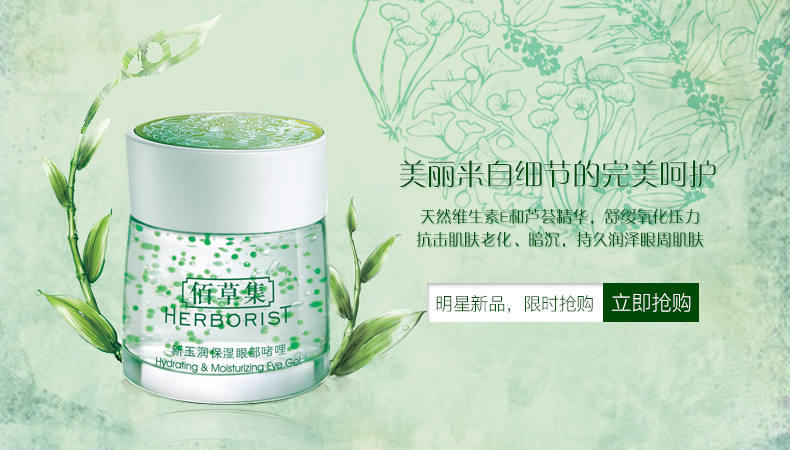 美丽来自细节的完美呵护
天然维生素E和芦荟精华，舒缓氧化压力
抗击肌肤老化、暗沉，持久润泽眼周肌肤
明星新品，限时抢购 立即抢购
佰草集
HERBORIST
新玉润保湿眼部啫哩
Hydrating & Moisturizing Eye Gel